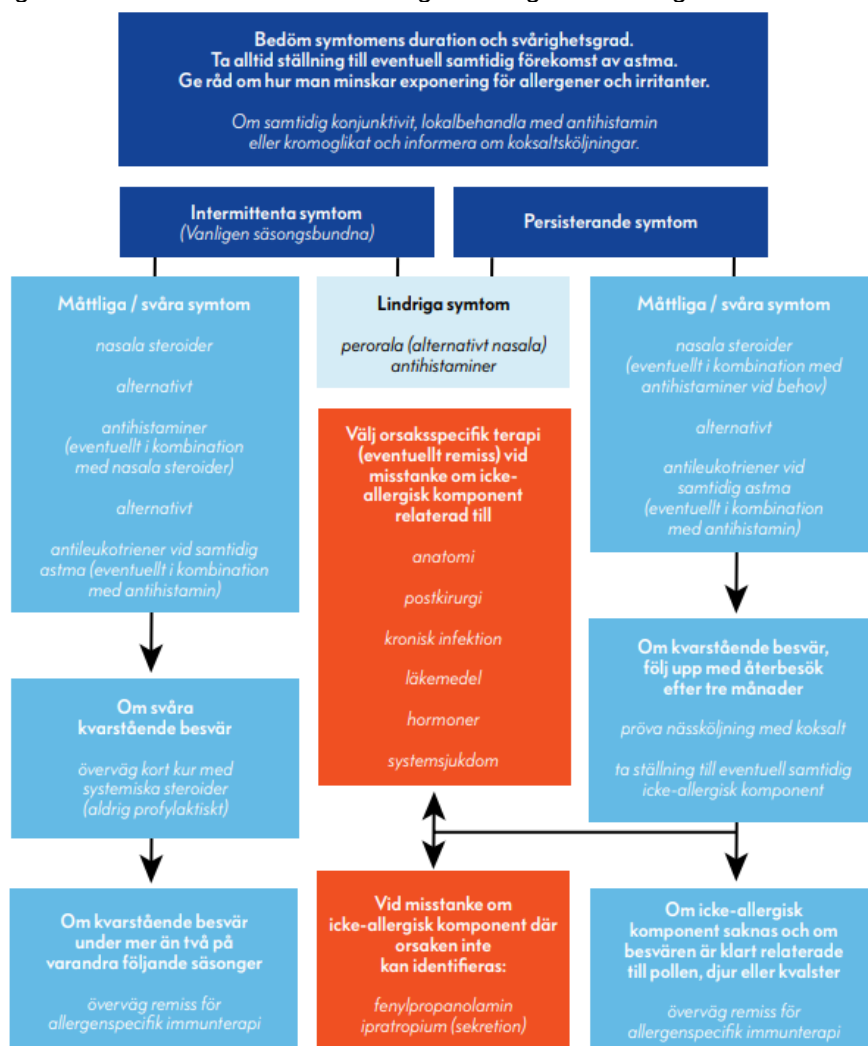 Bedöm symtomens duration och svårighetsgrad.
Ta alltid ställning till eventuell samtidig förekomst av astma.
Ge råd om hur man minskar exponering för allergener och irritanter.
Om samtidig konjunktivit, lokalbehandla med antihistamin
eller kromoglikat och informera om koksaltsköljningar.
Intermittenta symtom
(Vanligen säsongsbundna)
Persisterande symtom
Måttliga / svåra symtom
nasala steroider
alternativt
antihistaminer
(eventuellt i kombination
med nasala steroider)
alternativt
antileukotriener vid samtidig
astma (eventuellt i kombination
med antihistamin)
Lindriga symtom
perorala (alternativt nasala)
antihistaminer
Måttliga / svåra symtom
nasala steroider
(eventuellt i kombination med
antihistaminer vid behov)
alternativt
antileukotriener vid
samtidig astma
(eventuellt i kombination
med antihistamin)
Välj orsaksspecifik terapi
(eventuellt remiss) vid
misstanke om icke-
allergisk komponent
relaterad till
anatomi
postkirurgi
kronisk infektion
läkemedel
hormoner
systemsjukdom
Om svåra
kvarstående besvär
överväg kort kur med
systemiska steroider
(aldrig profylaktiskt)
Om kvarstående besvär,
följ upp med återbesök
efter tre månader
pröva nässköljning med koksalt
ta ställning till eventuell samtidig
icke-allergisk komponent
Om kvarstående besvär
under mer än två på
varandra följande säsonger
överväg remiss för
allergenspecifik immunterapi
Vid misstanke om
icke-allergisk komponent där
orsaken inte
kan identifieras:
fenylpropanolamin
ipratropium (sekretion)
Om icke-allergisk
komponent saknas och om
besvären är klart relaterade
till pollen, djur eller kvalster
överväg remiss för
allergenspecifik immunterapi